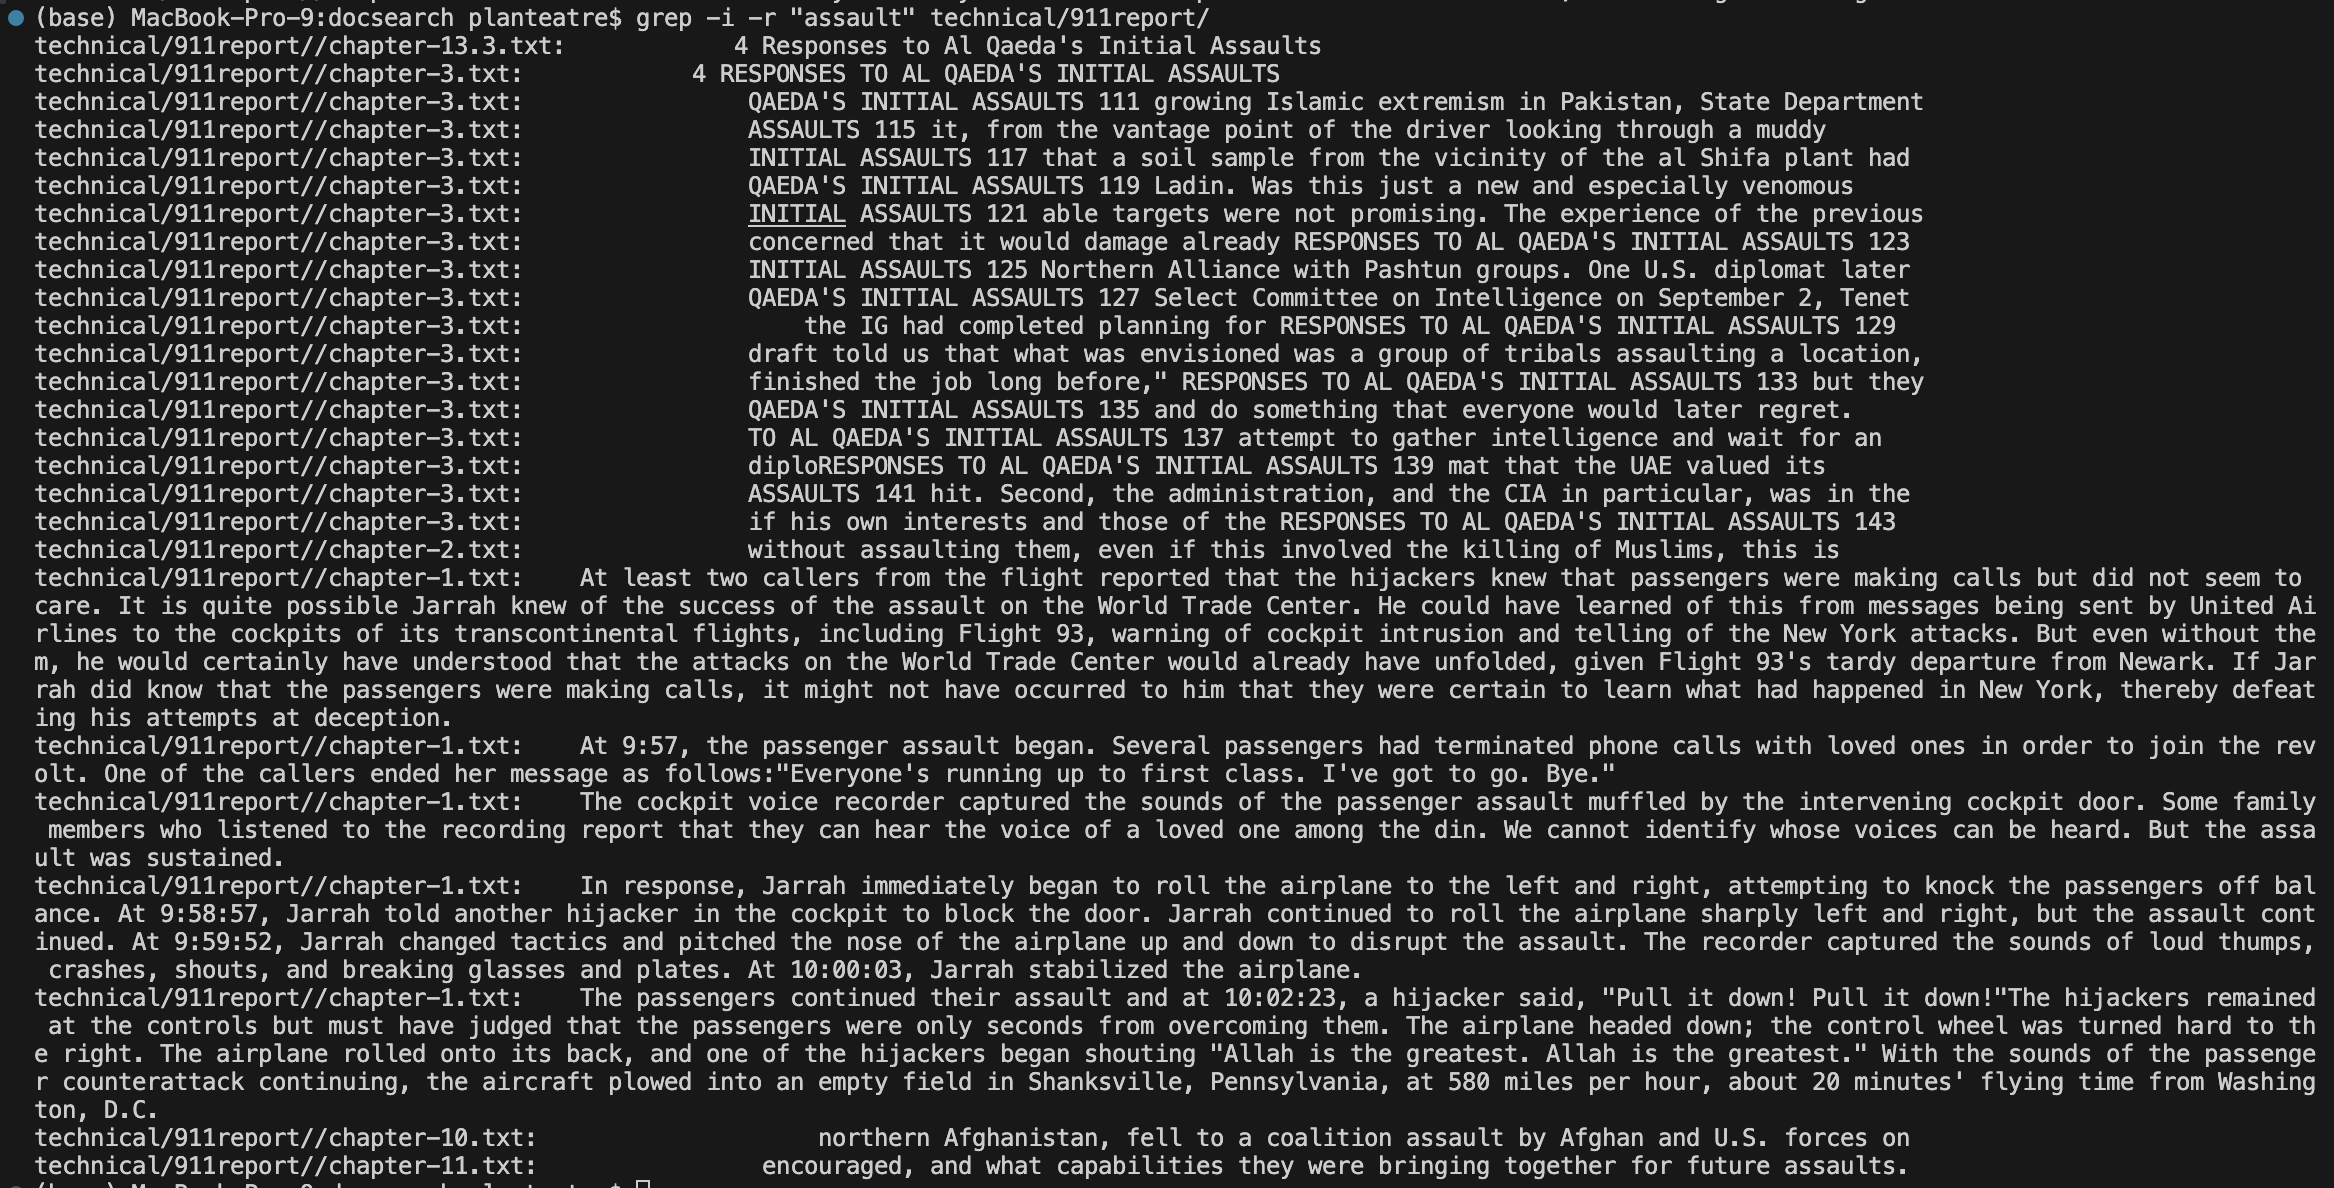 (base) MacBook-Pro-9:docsearch planteatre$ grep -i -r "assault" technical/911report/
technical/911report//chapter-13.3.txt:            4 Responses to Al Qaeda's Initial Assaults
technical/911report//chapter-3.txt:            4 RESPONSES TO AL QAEDA'S INITIAL ASSAULTS
technical/911report//chapter-3.txt:                QAEDA'S INITIAL ASSAULTS 111 growing Islamic extremism in Pakistan, State Department
technical/911report//chapter-3.txt:                ASSAULTS 115 it, from the vantage point of the driver looking through a muddy
technical/911report//chapter-3.txt:                INITIAL ASSAULTS 117 that a soil sample from the vicinity of the al Shifa plant had
technical/911report//chapter-3.txt:                QAEDA'S INITIAL ASSAULTS 119 Ladin. Was this just a new and especially venomous
technical/911report//chapter-3.txt:                INITIAL ASSAULTS 121 able targets were not promising. The experience of the previous
technical/911report//chapter-3.txt:                concerned that it would damage already RESPONSES TO AL QAEDA'S INITIAL ASSAULTS 123
technical/911report//chapter-3.txt:                INITIAL ASSAULTS 125 Northern Alliance with Pashtun groups. One U.S. diplomat later
technical/911report//chapter-3.txt:                QAEDA'S INITIAL ASSAULTS 127 Select Committee on Intelligence on September 2, Tenet
technical/911report//chapter-3.txt:                    the IG had completed planning for RESPONSES TO AL QAEDA'S INITIAL ASSAULTS 129
technical/911report//chapter-3.txt:                draft told us that what was envisioned was a group of tribals assaulting a location,
technical/911report//chapter-3.txt:                finished the job long before," RESPONSES TO AL QAEDA'S INITIAL ASSAULTS 133 but they
technical/911report//chapter-3.txt:                QAEDA'S INITIAL ASSAULTS 135 and do something that everyone would later regret.
technical/911report//chapter-3.txt:                TO AL QAEDA'S INITIAL ASSAULTS 137 attempt to gather intelligence and wait for an
technical/911report//chapter-3.txt:                diploRESPONSES TO AL QAEDA'S INITIAL ASSAULTS 139 mat that the UAE valued its
technical/911report//chapter-3.txt:                ASSAULTS 141 hit. Second, the administration, and the CIA in particular, was in the
technical/911report//chapter-3.txt:                if his own interests and those of the RESPONSES TO AL QAEDA'S INITIAL ASSAULTS 143
technical/911report//chapter-2.txt:                without assaulting them, even if this involved the killing of Muslims, this is
technical/911report//chapter-1.txt:    At least two callers from the flight reported that the hijackers knew that passengers were making calls but did not seem to
care. It is quite possible Jarrah knew of the success of the assault on the World Trade Center. He could have learned of this from messages being sent by United Ai
rlines to the cockpits of its transcontinental flights, including Flight 93, warning of cockpit intrusion and telling of the New York attacks. But even without the
m, he would certainly have understood that the attacks on the World Trade Center would already have unfolded, given Flight 93's tardy departure from Newark. If Jar
rah did know that the passengers were making calls, it might not have occurred to him that they were certain to learn what had happened in New York, thereby defeat
ing his attempts at deception.
technical/911report//chapter-1.txt:    At 9:57, the passenger assault began. Several passengers had terminated phone calls with loved ones in order to join the rev
olt. One of the callers ended her message as follows:"Everyone's running up to first class. I've got to go. Bye."
technical/911report//chapter-1.txt:    The cockpit voice recorder captured the sounds of the passenger assault muffled by the intervening cockpit door. Some family
 members who listened to the recording report that they can hear the voice of a loved one among the din. We cannot identify whose voices can be heard. But the assa
ult was sustained.
technical/911report//chapter-1.txt:    In response, Jarrah immediately began to roll the airplane to the left and right, attempting to knock the passengers off bal
ance. At 9:58:57, Jarrah told another hijacker in the cockpit to block the door. Jarrah continued to roll the airplane sharply left and right, but the assault cont
inued. At 9:59:52, Jarrah changed tactics and pitched the nose of the airplane up and down to disrupt the assault. The recorder captured the sounds of loud thumps,
 crashes, shouts, and breaking glasses and plates. At 10:00:03, Jarrah stabilized the airplane.
technical/911report//chapter-1.txt:    The passengers continued their assault and at 10:02:23, a hijacker said, "Pull it down! Pull it down!"The hijackers remained
 at the controls but must have judged that the passengers were only seconds from overcoming them. The airplane headed down; the control wheel was turned hard to th
e right. The airplane rolled onto its back, and one of the hijackers began shouting "Allah is the greatest. Allah is the greatest." With the sounds of the passenge
r counterattack continuing, the aircraft plowed into an empty field in Shanksville, Pennsylvania, at 580 miles per hour, about 20 minutes' flying time from Washing
ton, D.C.
technical/911report//chapter-10.txt:                    northern Afghanistan, fell to a coalition assault by Afghan and U.S. forces on
technical/911report//chapter-11.txt:                encouraged, and what capabilities they were bringing together for future assaults.
(base) MacBook-Pro-9:docsearch planteatre$